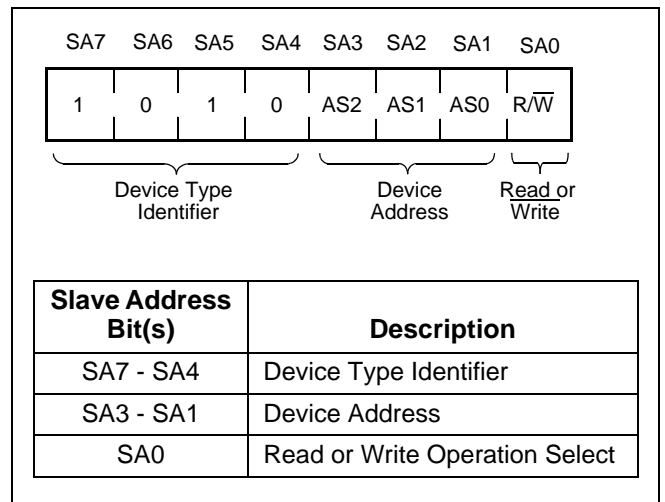 SA7 SA6 SA5 SA4 SA3 SA2 SA1 SA0
1 0 1 0 AS2 AS1 AS0 R/W̅
Device Type Device Read or
Identifier Address Write
Slave Address
Bit(s) Description
SA7 - SA4 Device Type Identifier
SA3 - SA1 Device Address
SA0 Read or Write Operation Select